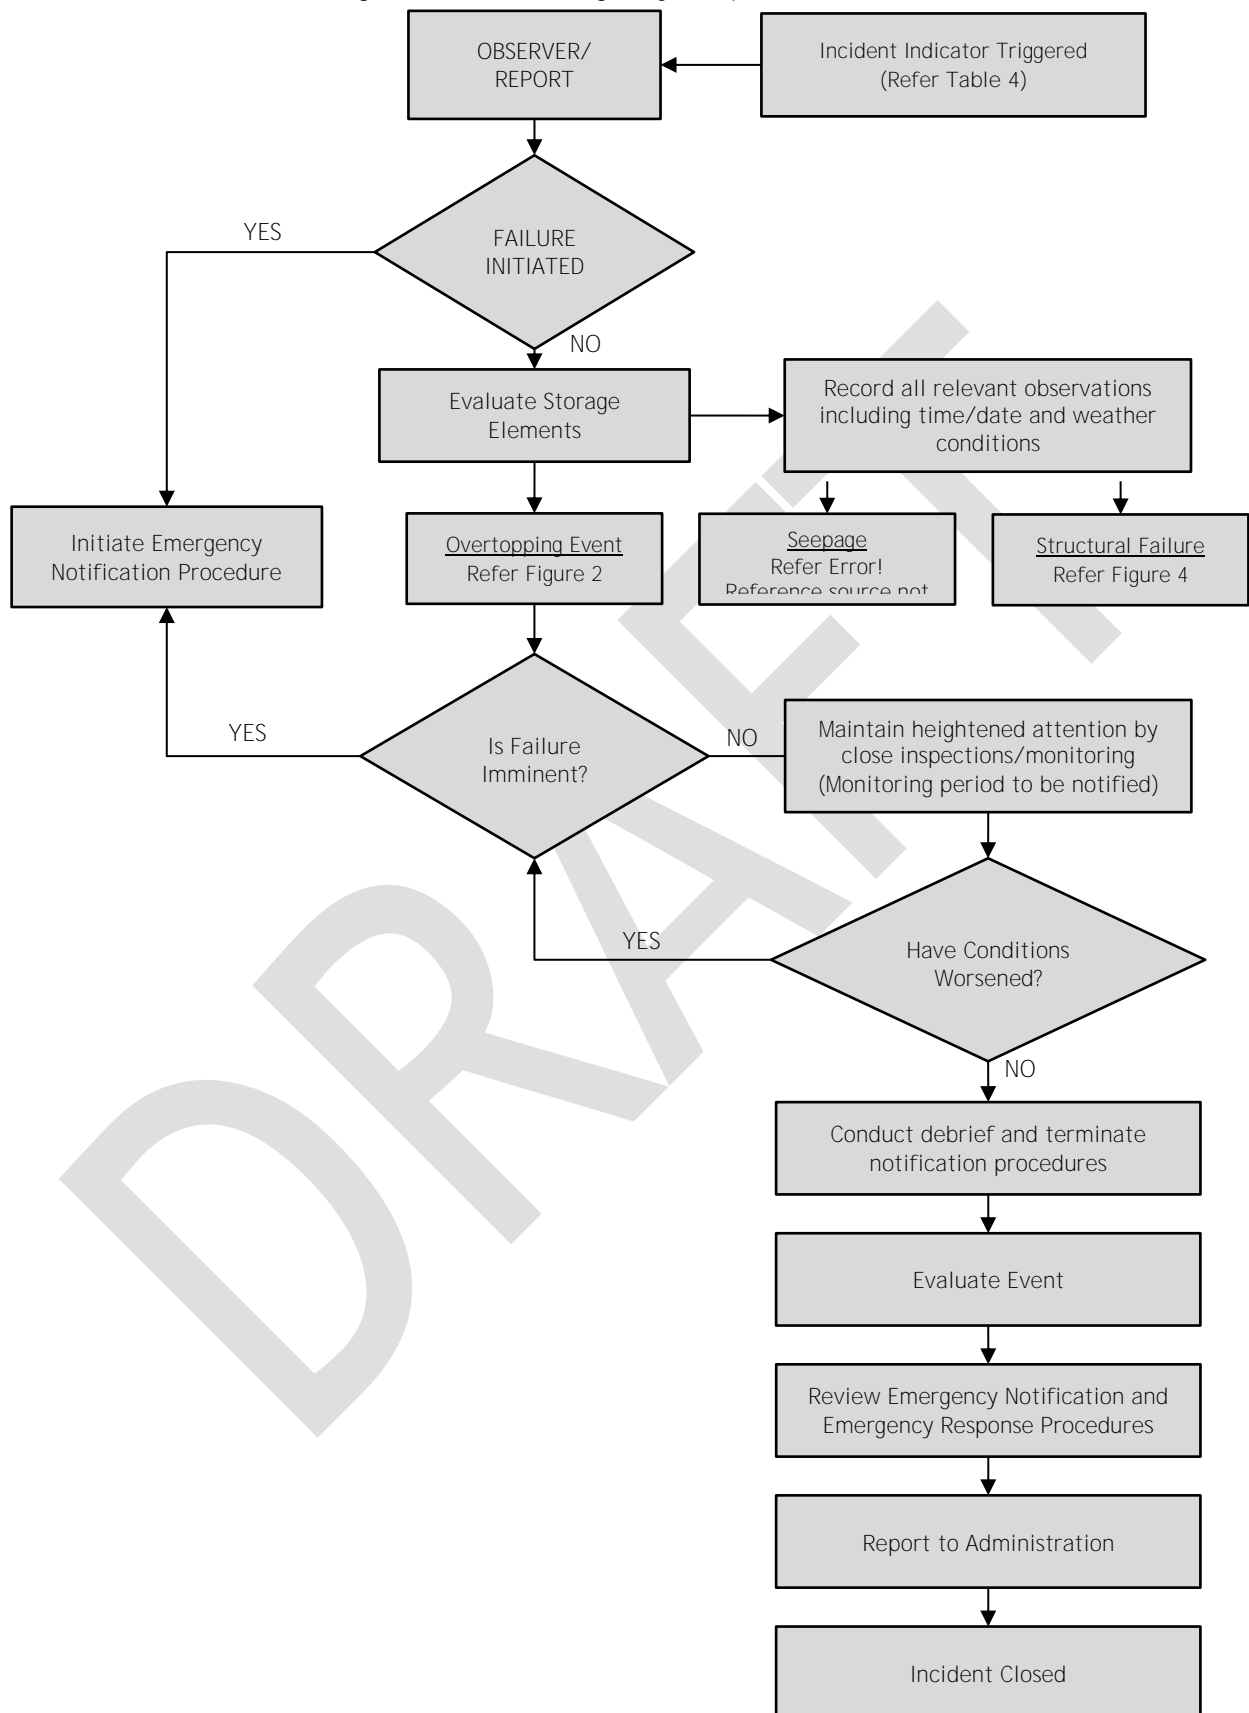 OBSERVER/
REPORT
Incident Indicator Triggered
(Refer Table 4)
YES
FAILURE
INITIATED
NO
Evaluate Storage
Elements
Record all relevant observations
including time/date and weather
conditions
Initiate Emergency
Notification Procedure
Overtopping Event
Refer Figure 2
Seepage
Refer Error!
Reference source not
Structural Failure
Refer Figure 4
YES
Is Failure
Imminent?
NO
Maintain heightened attention by
close inspections/monitoring
(Monitoring period to be notified)
YES
Have Conditions
Worsened?
NO
Conduct debrief and terminate
notification procedures
Evaluate Event
Review Emergency Notification and
Emergency Response Procedures
Report to Administration
Incident Closed
DRAFT